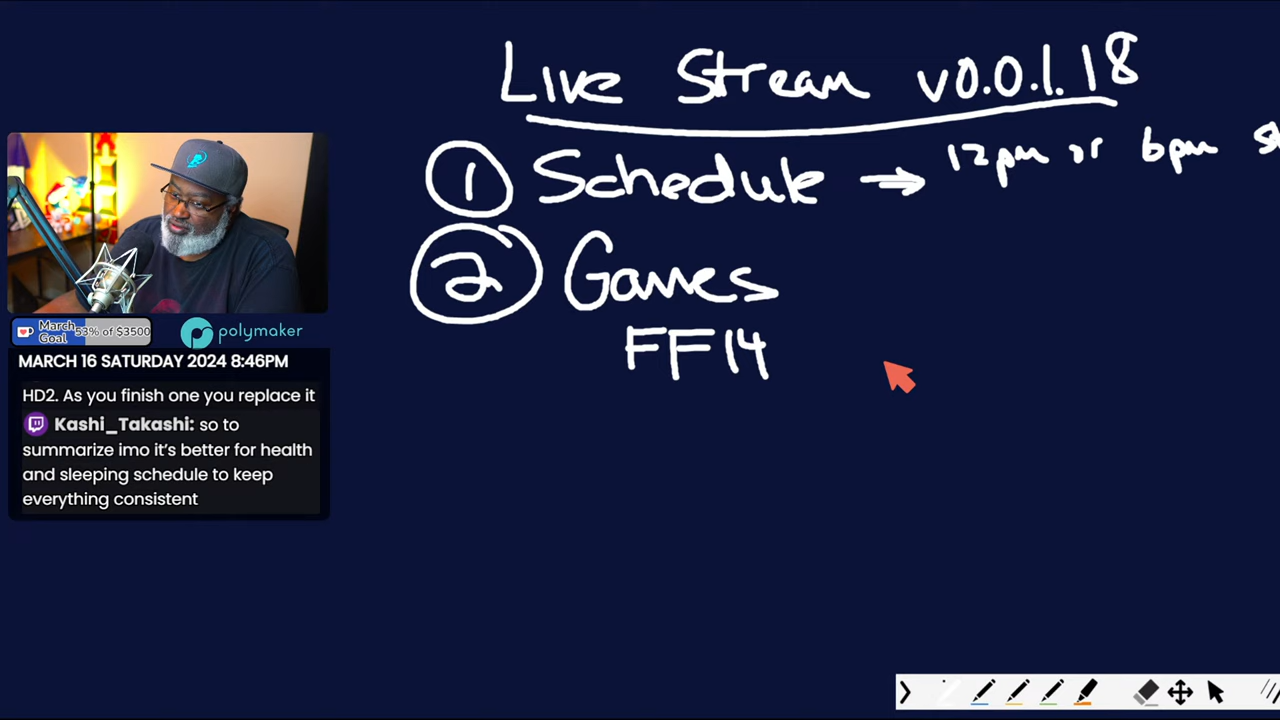 Live Stream v0.0.1.18
① Schedule → 12pm or 6pm
② Games
FF14
March Goal 53% of $3500
polymaker
MARCH 16 SATURDAY 2024 8:46PM
HD2. As you finish one you replace it
Kashi_Takashi: so to
summarize imo it's better for health
and sleeping schedule to keep
everything consistent